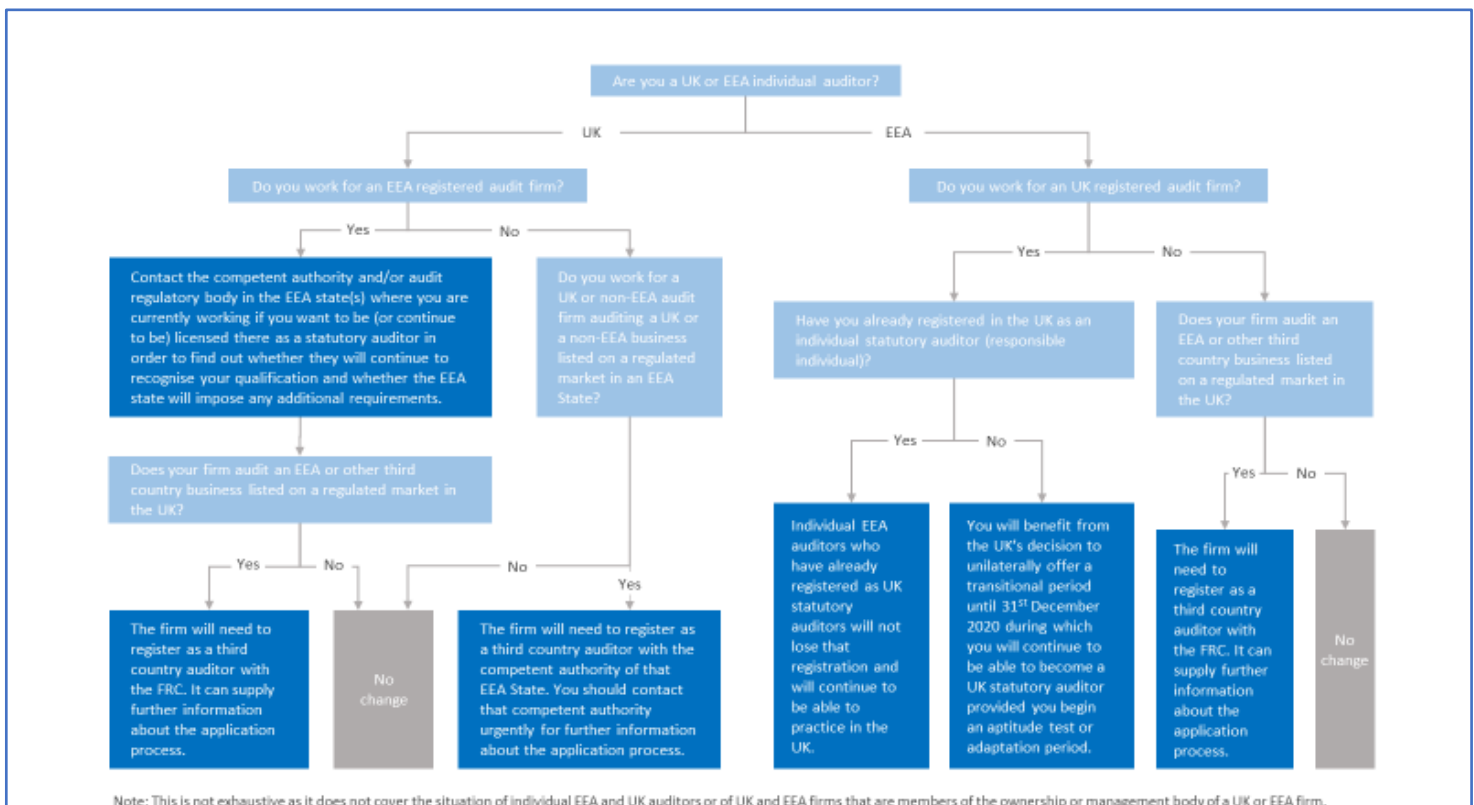 Are you a UK or EEA individual auditor?
UK
EEA
Do you work for an EEA registered audit firm?
Do you work for an UK registered audit firm?
Yes
No
Yes
No
Contact the competent authority and/or audit
regulatory body in the EEA state(s) where you are
currently working if you want to be (or continue
to be) licensed there as a statutory auditor in
order to find out whether they will continue to
recognise your qualification and whether the EEA
state will impose any additional requirements.
Do you work for a
UK or non-EEA audit
firm auditing a UK or
a non-EEA business
listed on a regulated
market in an EEA
State?
Have you already registered in the UK as an
individual statutory auditor (responsible
individual)?
Does your firm audit an
EEA or other third
country business listed
on a regulated market in
the UK?
Yes
No
Does your firm audit an EEA or other third
country business listed on a regulated market in
the UK?
Yes
No
Yes
No
No
Yes
Individual EEA
auditors who
have already
registered as UK
statutory
auditors will not
lose that
registration and
will continue to
be able to
practice in the
UK.
You will benefit from
the UK's decision to
unilaterally offer a
transitional period
until 31st December
2020 during which
you will continue to
be able to become a
UK statutory auditor
provided you begin
an aptitude test or
adaptation period.
The firm will
need to
register as a
third country
auditor with
the FRC. It can
supply further
information
about the
application
process.
No
change
The firm will need to
register as a third
country auditor with
the FRC. It can supply
further information
about the application
process.
No
change
The firm will need to register as
a third country auditor with the
competent authority of that
EEA State. You should contact
that competent authority
urgently for further information
about the application process.
Note: This is not exhaustive as it does not cover the situation of individual EEA and UK auditors or of UK and EEA firms that are members of the ownership or management body of a UK or EEA firm.